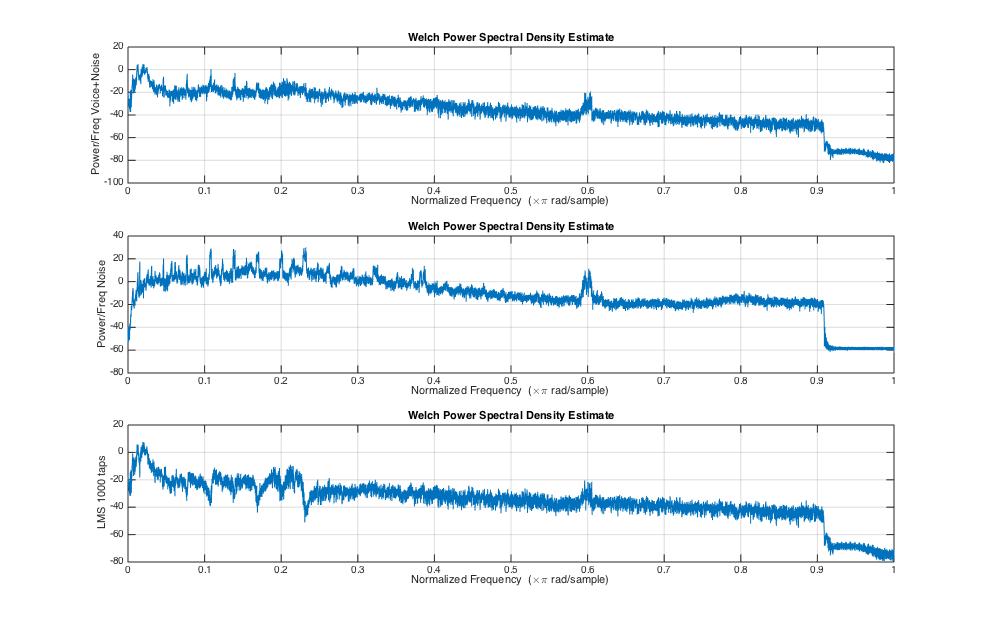 Welch Power Spectral Density Estimate
Power/Freq Voice+Noise
20
0
-20
-40
-60
-80
-100
0 0.1 0.2 0.3 0.4 0.5 0.6 0.7 0.8 0.9 1
Normalized Frequency (×π rad/sample)
Welch Power Spectral Density Estimate
Power/Freq Noise
40
20
0
-20
-40
-60
-80
0 0.1 0.2 0.3 0.4 0.5 0.6 0.7 0.8 0.9 1
Normalized Frequency (×π rad/sample)
Welch Power Spectral Density Estimate
LMS 1000 taps
20
0
-20
-40
-60
-80
0 0.1 0.2 0.3 0.4 0.5 0.6 0.7 0.8 0.9 1
Normalized Frequency (×π rad/sample)